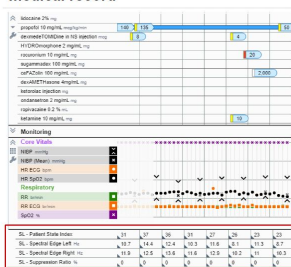 lidocaine 2% mg
propofol 10 mg/mL mcg/kg/min 140 135 50
dexmedeTOMIDine in NS injection mcg 8 4
HYDROmorphone 2 mg/mL mg
rocuronium 10 mg/mL mg 20
sugammadex 100 mg/mL mg
ceFAZolin 100 mg/mL mg 2,000
dexAMETHasone 4mg/mL mg
ketorolac injection mg
ondansetron 2 mg/mL mg
ropivacaine 0.2 % mL
ketamine 10 mg/mL mg 10
Monitoring
Core Vitals
NIBP mmHg
NIBP (Mean) mmHg
HR ECG bpm
HR SpO2 bpm
Respiratory
RR br/min
RR ECG br/min
SpO2 %
SL - Patient State Index 31 37 36 31 27 23 26
SL - Spectral Edge Left Hz 10.7 14.4 12.4 10.3 11.6 8.1 11.3 8.7
SL - Spectral Edge Right Hz 11.9 12.5 13.6 11.6 12.9 10.2 11 10.3
SL - Suppression Ratio % 0 0 0 0 0 0 0 0